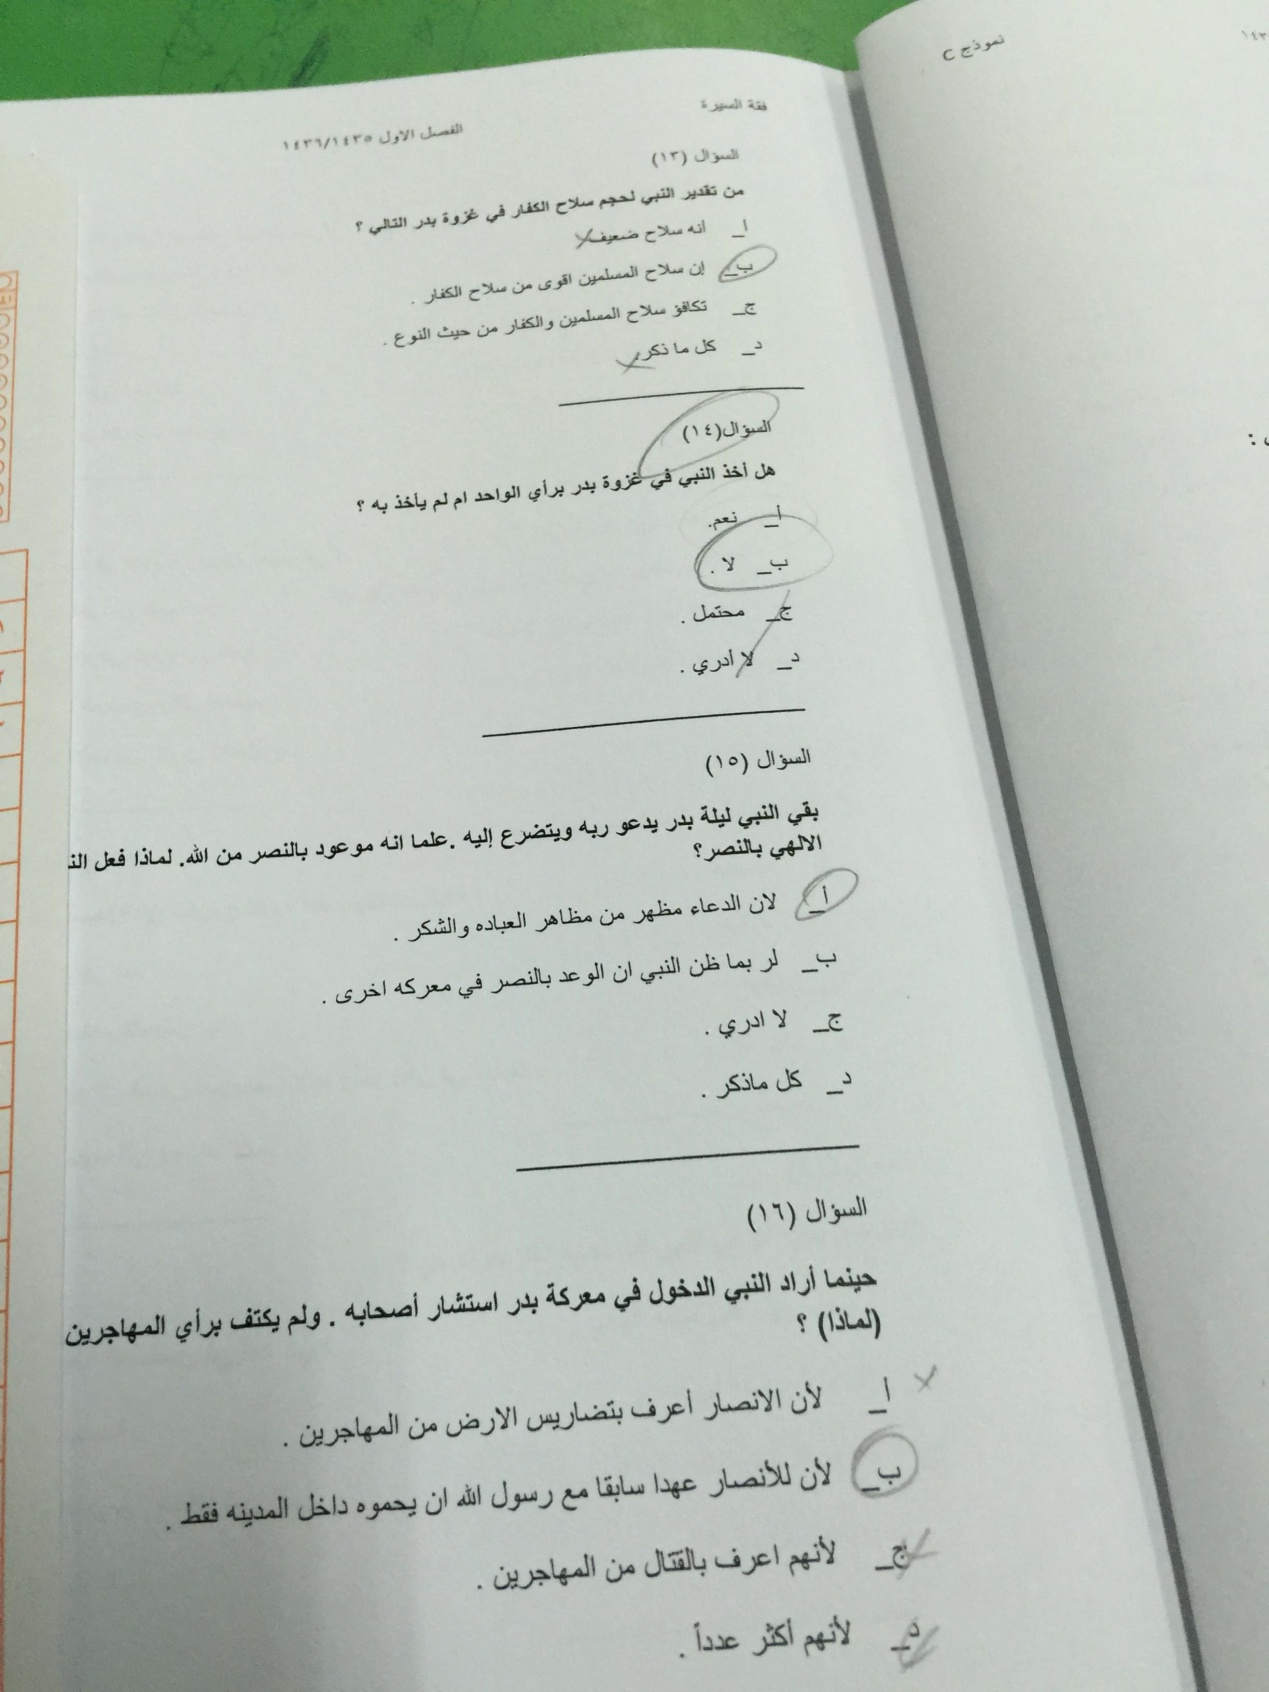 نموذج C
فقة السيرة
الفصل الاول ١٤٣٦/١٤٣٥
السؤال (١٣)
من تقدير النبي لحجم سلاح الكفار في غزوة بدر التالي ؟
أ_ أنه سلاح ضعيف
ب_ إن سلاح المسلمين اقوى من سلاح الكفار .
ج_ تكافؤ سلاح المسلمين والكفار من حيث النوع .
د_ كل ما ذكر.
السؤال(١٤)
هل أخذ النبي في غزوة بدر برأي الواحد ام لم يأخذ به ؟
أ_ نعم.
ب_ لا .
ج_ محتمل .
د_ لا أدري .
السؤال (١٥)
بقي النبي ليلة بدر يدعو ربه ويتضرع إليه .علما انه موعود بالنصر من الله. لماذا فعل
الالهي بالنصر؟
أ_ لان الدعاء مظهر من مظاهر العباده والشكر .
ب_ لر بما ظن النبي ان الوعد بالنصر في معركه اخرى .
ج_ لا ادري .
د_ كل ماذكر .
السؤال (١٦)
حينما أراد النبي الدخول في معركة بدر استشار أصحابه . ولم يكتف برأي المهاجرين
(لماذا) ؟
أ_ لأن الانصار أعرف بتضاريس الارض من المهاجرين .
ب_ لأن للأنصار عهدا سابقا مع رسول الله ان يحموه داخل المدينه فقط .
ج_ لأنهم اعرف بالقتال من المهاجرين .
د_ لأنهم أكثر عدداً .